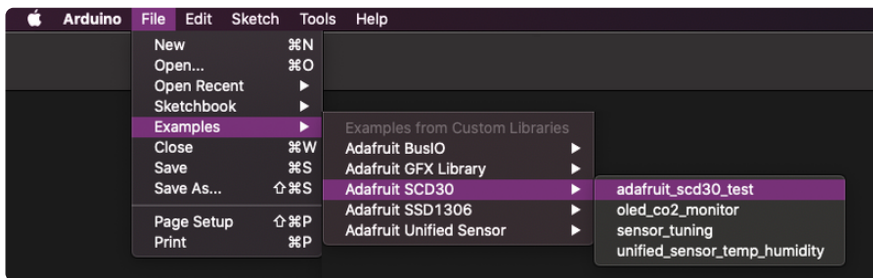 Arduino File Edit Sketch Tools Help
New ⌘N
Open... ⌘O
Open Recent ▶
Sketchbook ▶
Examples ▶
Close ⌘W
Save ⌘S
Save As... ⇧⌘S
Page Setup ⇧⌘P
Print ⌘P
Examples from Custom Libraries
Adafruit BusIO ▶
Adafruit GFX Library ▶
Adafruit SCD30 ▶
Adafruit SSD1306 ▶
Adafruit Unified Sensor ▶
adafruit_scd30_test
oled_co2_monitor
sensor_tuning
unified_sensor_temp_humidity